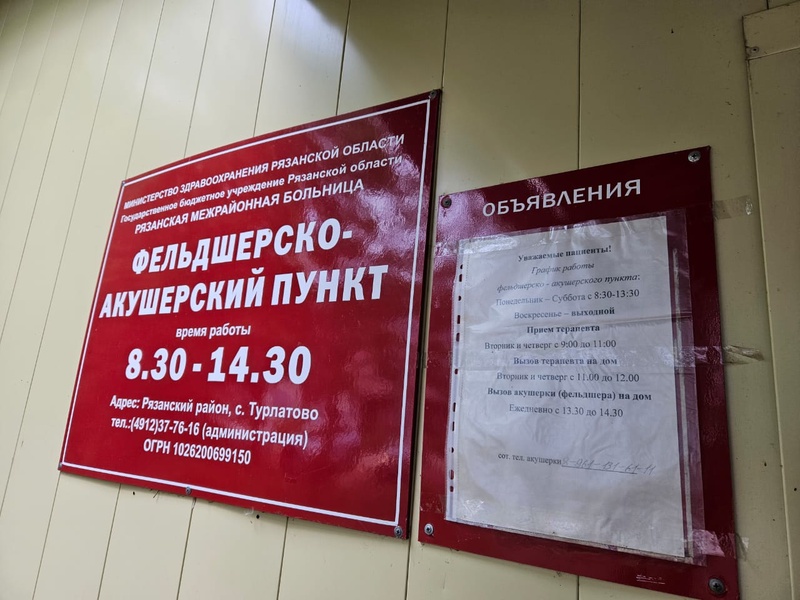 МИНИСТЕРСТВО ЗДРАВООХРАНЕНИЯ РЯЗАНСКОЙ ОБЛАСТИ
Государственное бюджетное учреждение Рязанской области
РЯЗАНСКАЯ МЕЖРАЙОННАЯ БОЛЬНИЦА
ФЕЛЬДШЕРСКО-
АКУШЕРСКИЙ ПУНКТ
время работы
8.30 - 14.30
Адрес: Рязанский район, с. Турлатово
тел.:(4912)37-76-16 (администрация)
ОГРН 1026200699150
ОБЪЯВЛЕНИЯ
Уважаемые пациенты!
График работы
фельдшерско - акушерского пункта:
Понедельник – Суббота с 8:30-13:30
Воскресенье – выходной
Прием терапевта
Вторник и четверг с 9:00 до 11:00
Вызов терапевта на дом
Вторник и четверг с 11.00 до 12.00
Вызов акушерки (фельдшера) на дом
Ежедневно с 13.30 до 14.30
сот. тел. акушерки